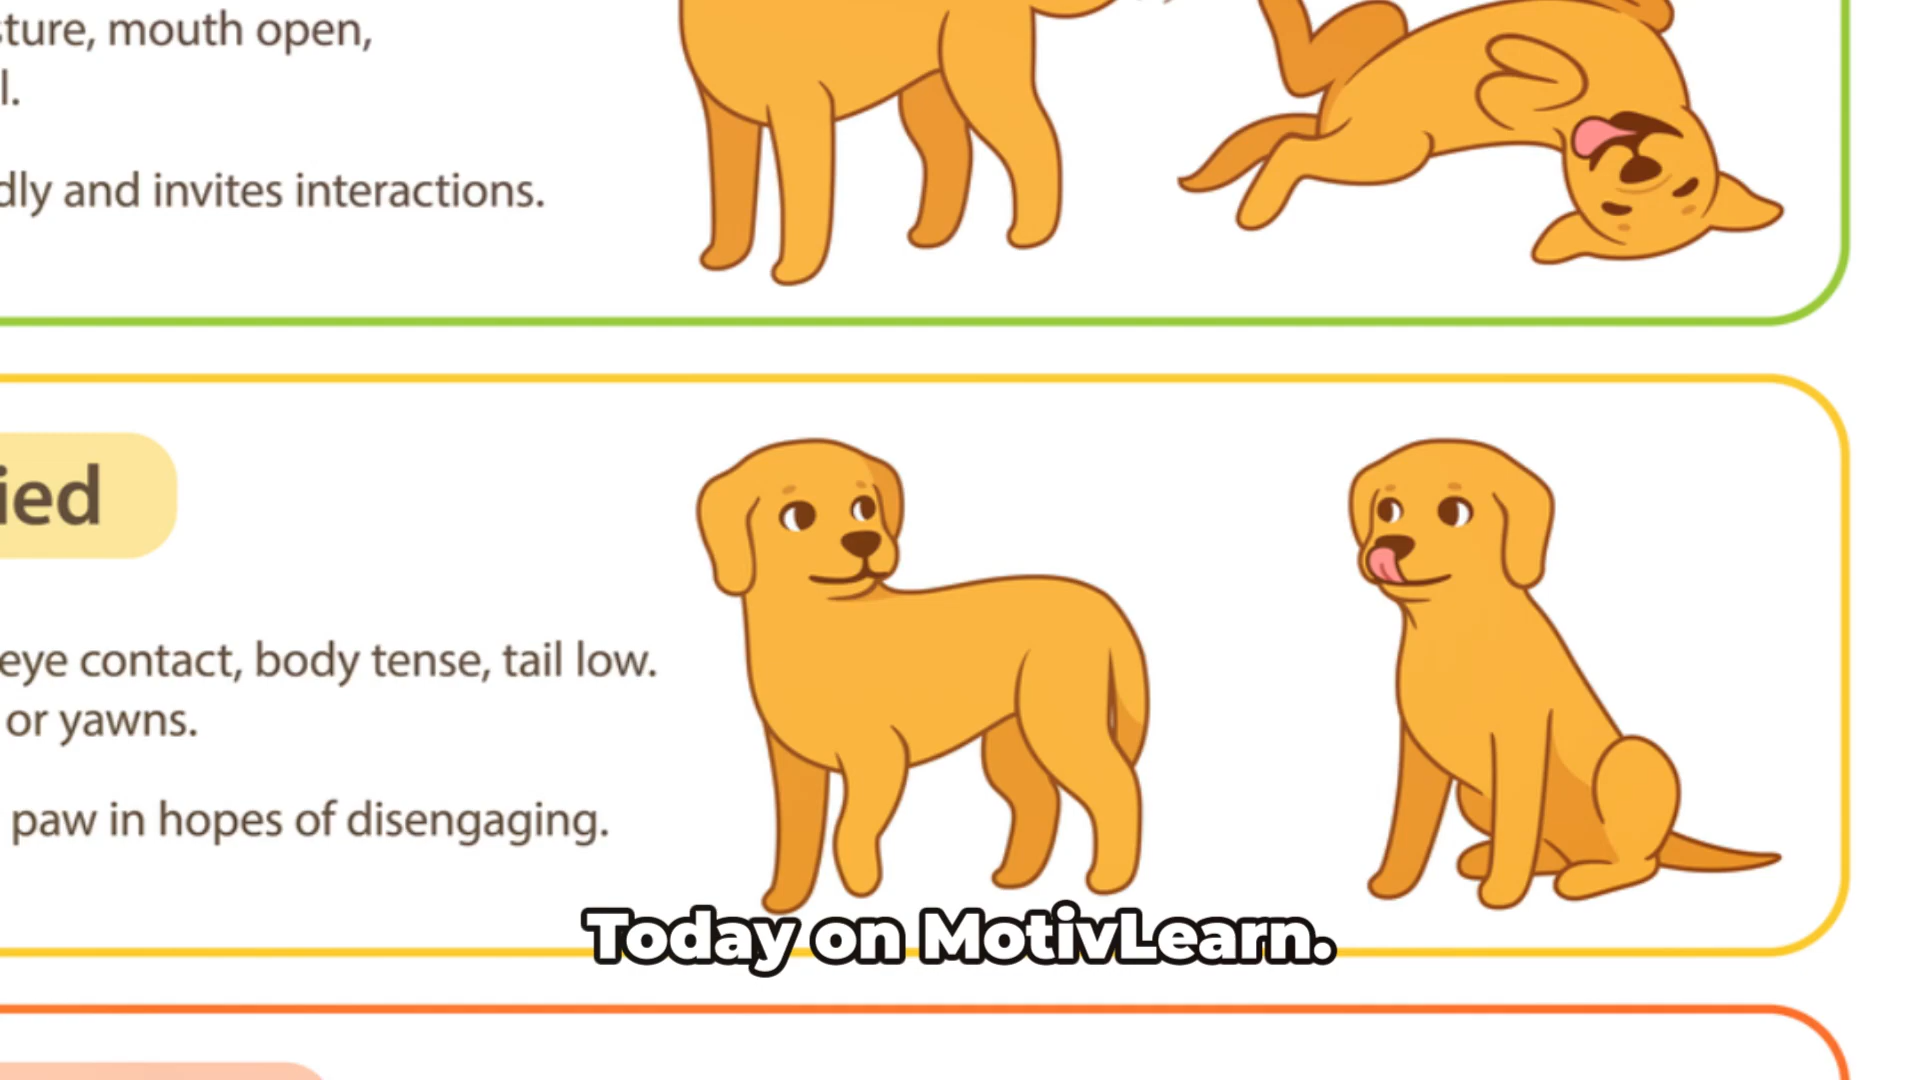 sture, mouth open,
l.
dly and invites interactions.
ied
eye contact, body tense, tail low.
or yawns.
paw in hopes of disengaging.
Today on MotivLearn.